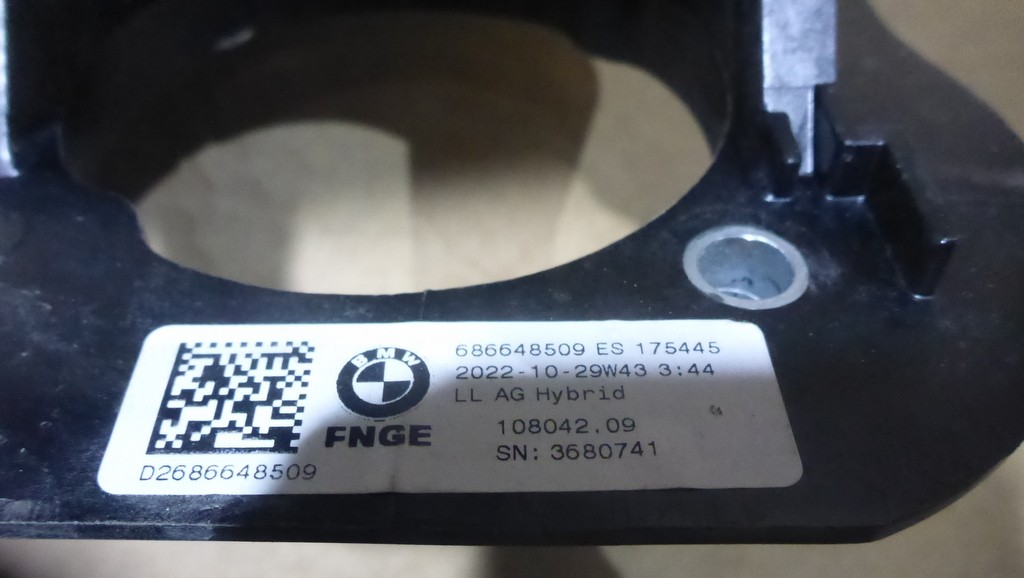 D2686648509
BMW
FNGE
686648509 ES 175445
2022-10-29W43 3:44
LL AG Hybrid
108042.09
SN: 3680741